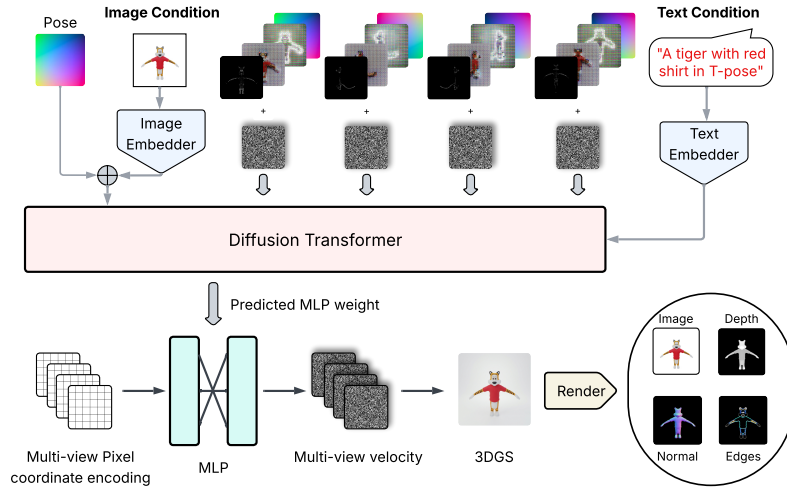 Image Condition
Text Condition
Pose
"A tiger with red
shirt in T-pose"
Image
Embedder
+
+
+
+
Text
Embedder
Diffusion Transformer
Predicted MLP weight
Image
Depth
Render
Normal
Edges
Multi-view Pixel
coordinate encoding
MLP
Multi-view velocity
3DGS